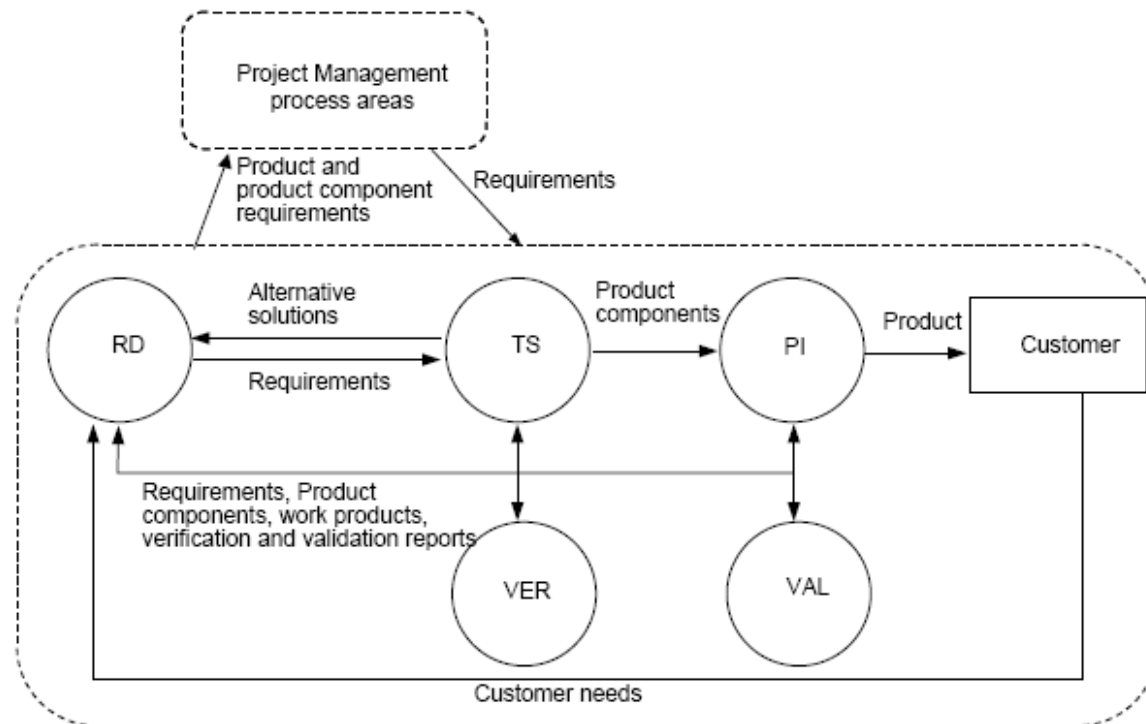 Project Management
process areas
Product and
product component
requirements
Requirements
Alternative
solutions
Product
components
Product
RD
TS
PI
Customer
Requirements
Requirements, Product
components, work products,
verification and validation reports
VER
VAL
Customer needs